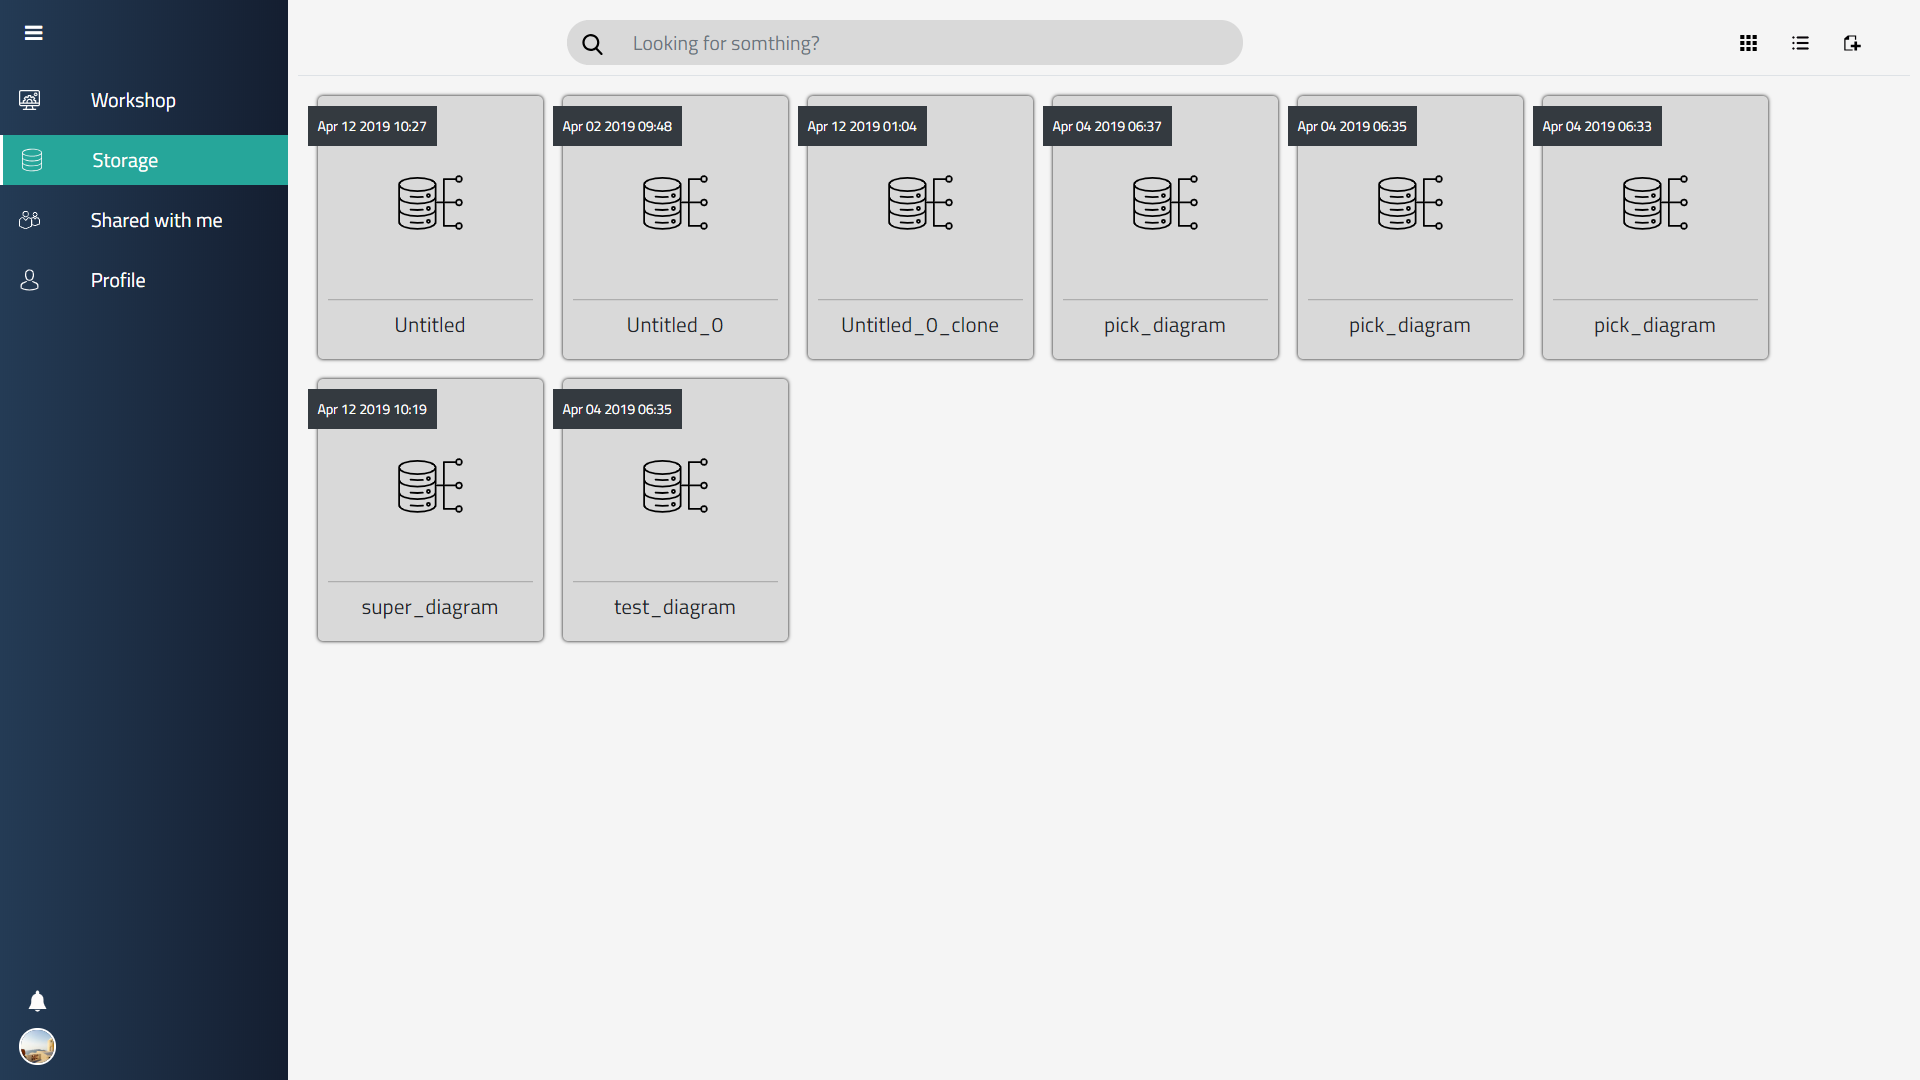 Looking for somthing?
Workshop
Storage
Shared with me
Profile
Apr 12 2019 10:27
Apr 02 2019 09:48
Apr 12 2019 01:04
Apr 04 2019 06:37
Apr 04 2019 06:35
Apr 04 2019 06:33
Untitled
Untitled_0
Untitled_0_clone
pick_diagram
pick_diagram
pick_diagram
Apr 12 2019 10:19
Apr 04 2019 06:35
super_diagram
test_diagram